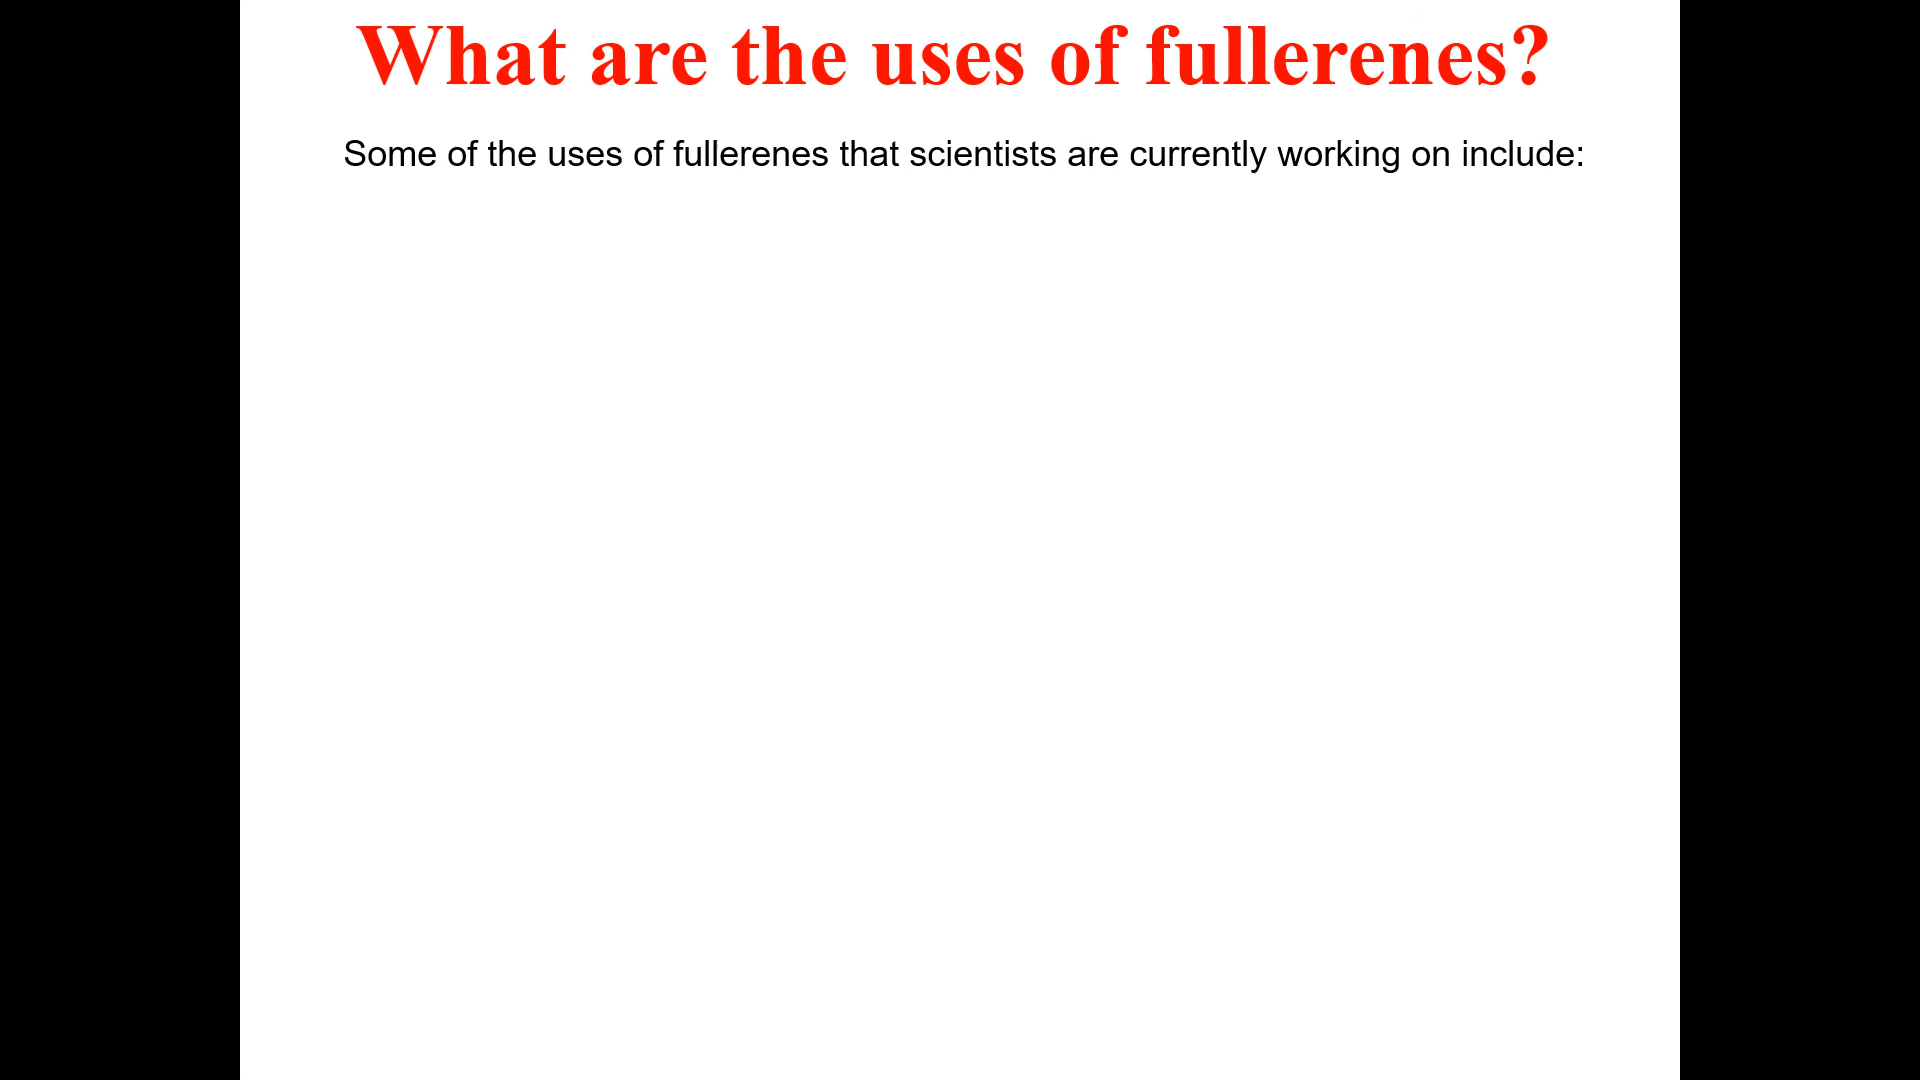 What are the uses of fullerenes?
Some of the uses of fullerenes that scientists are currently working on include: